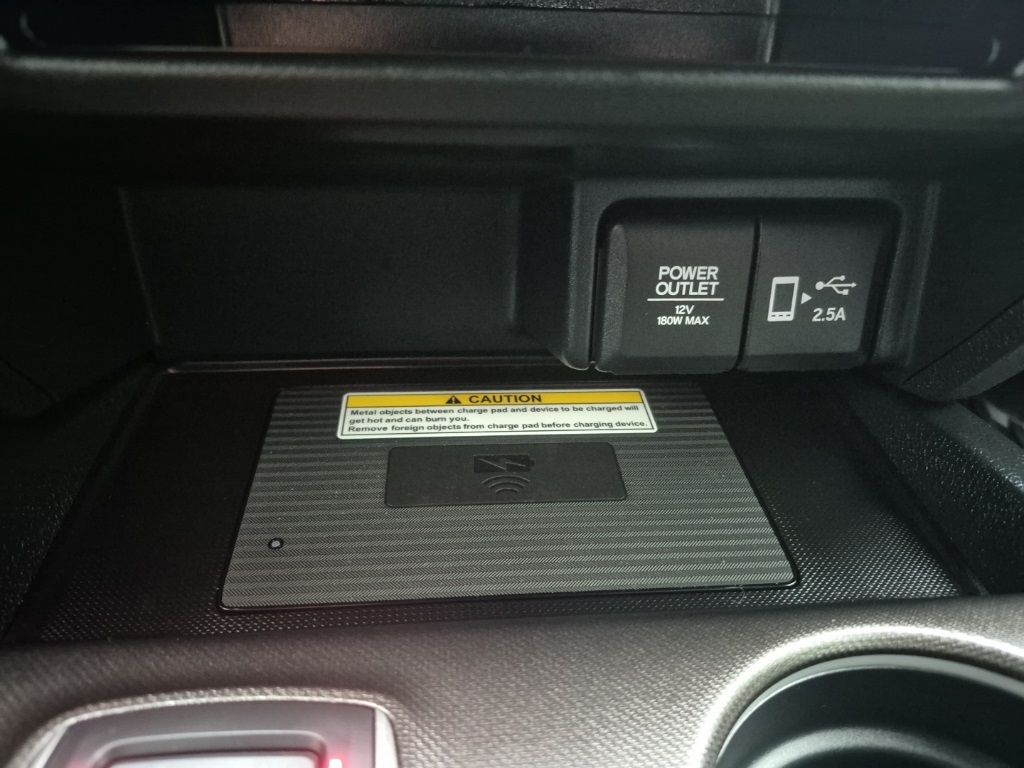 POWER
OUTLET
12V
180W MAX
2.5A
CAUTION
Metal objects between charge pad and device to be charged will
get hot and can burn you.
Remove foreign objects from charge pad before charging device.